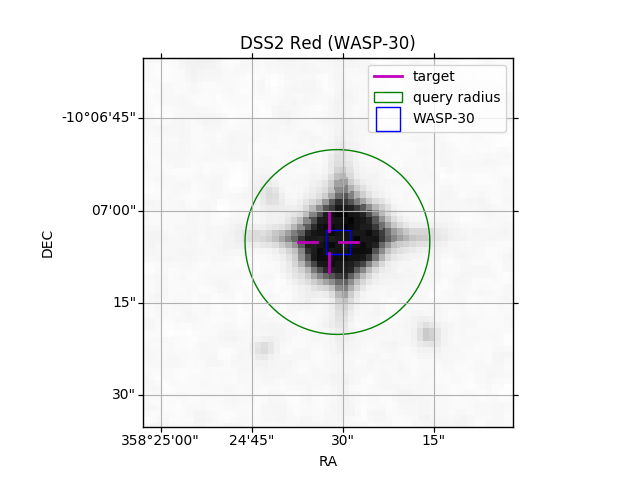 DSS2 Red (WASP-30)
target
query radius
WASP-30
-10°06'45"
07'00"
15"
30"
DEC
358°25'00" 24'45" 30" 15"
RA